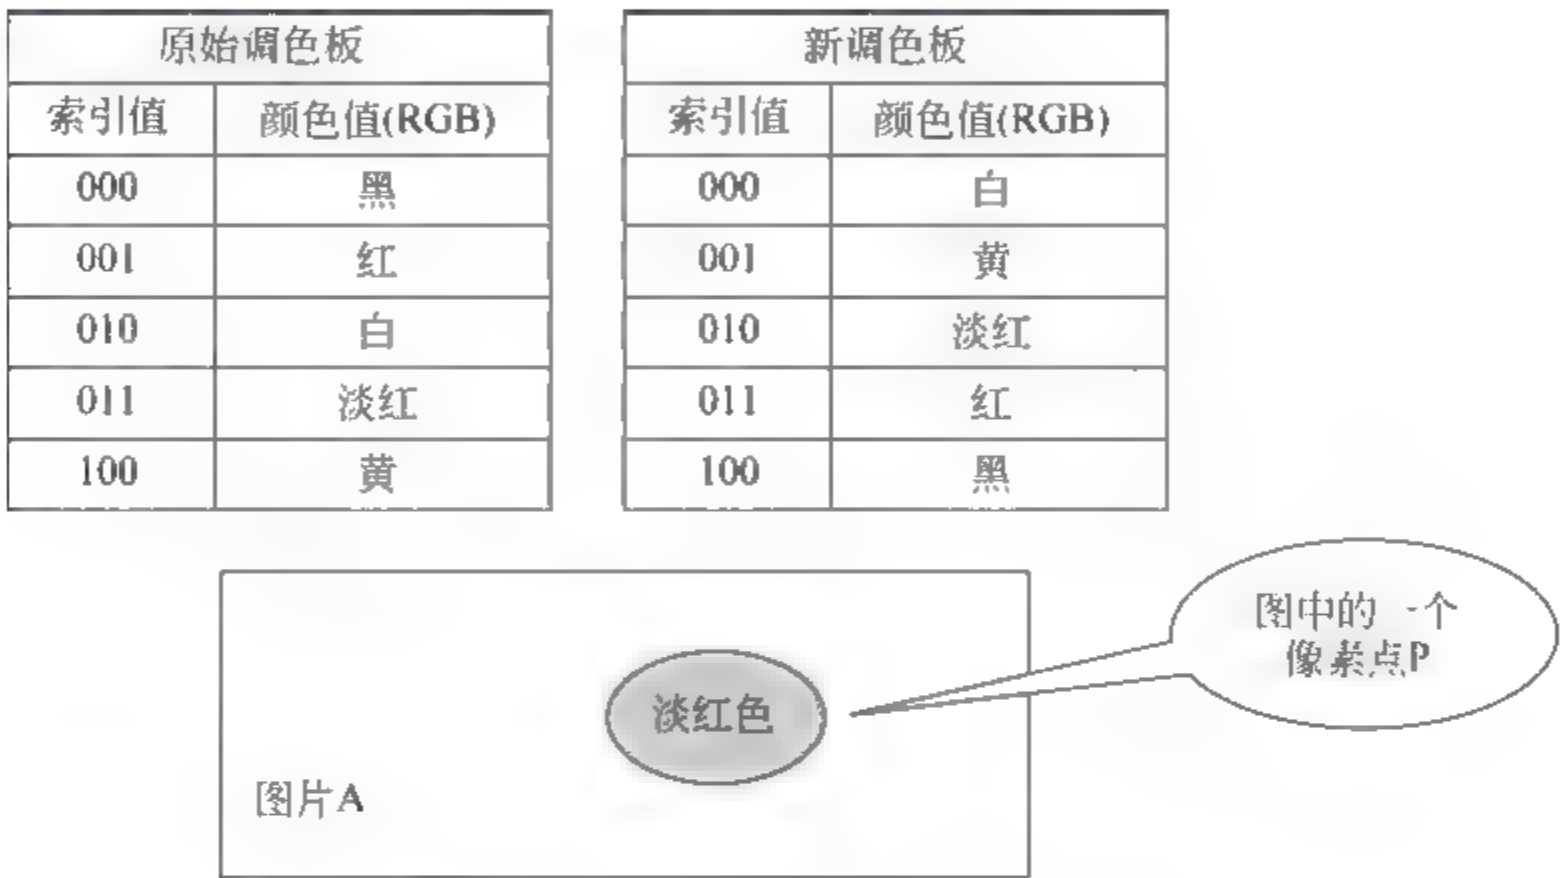 原始调色板
索引值 颜色值(RGB)
000 黑
001 红
010 白
011 淡红
100 黄
新调色板
索引值 颜色值(RGB)
000 白
001 黄
010 淡红
011 红
100 黑
图中的一个
像素点P
淡红色
图片A